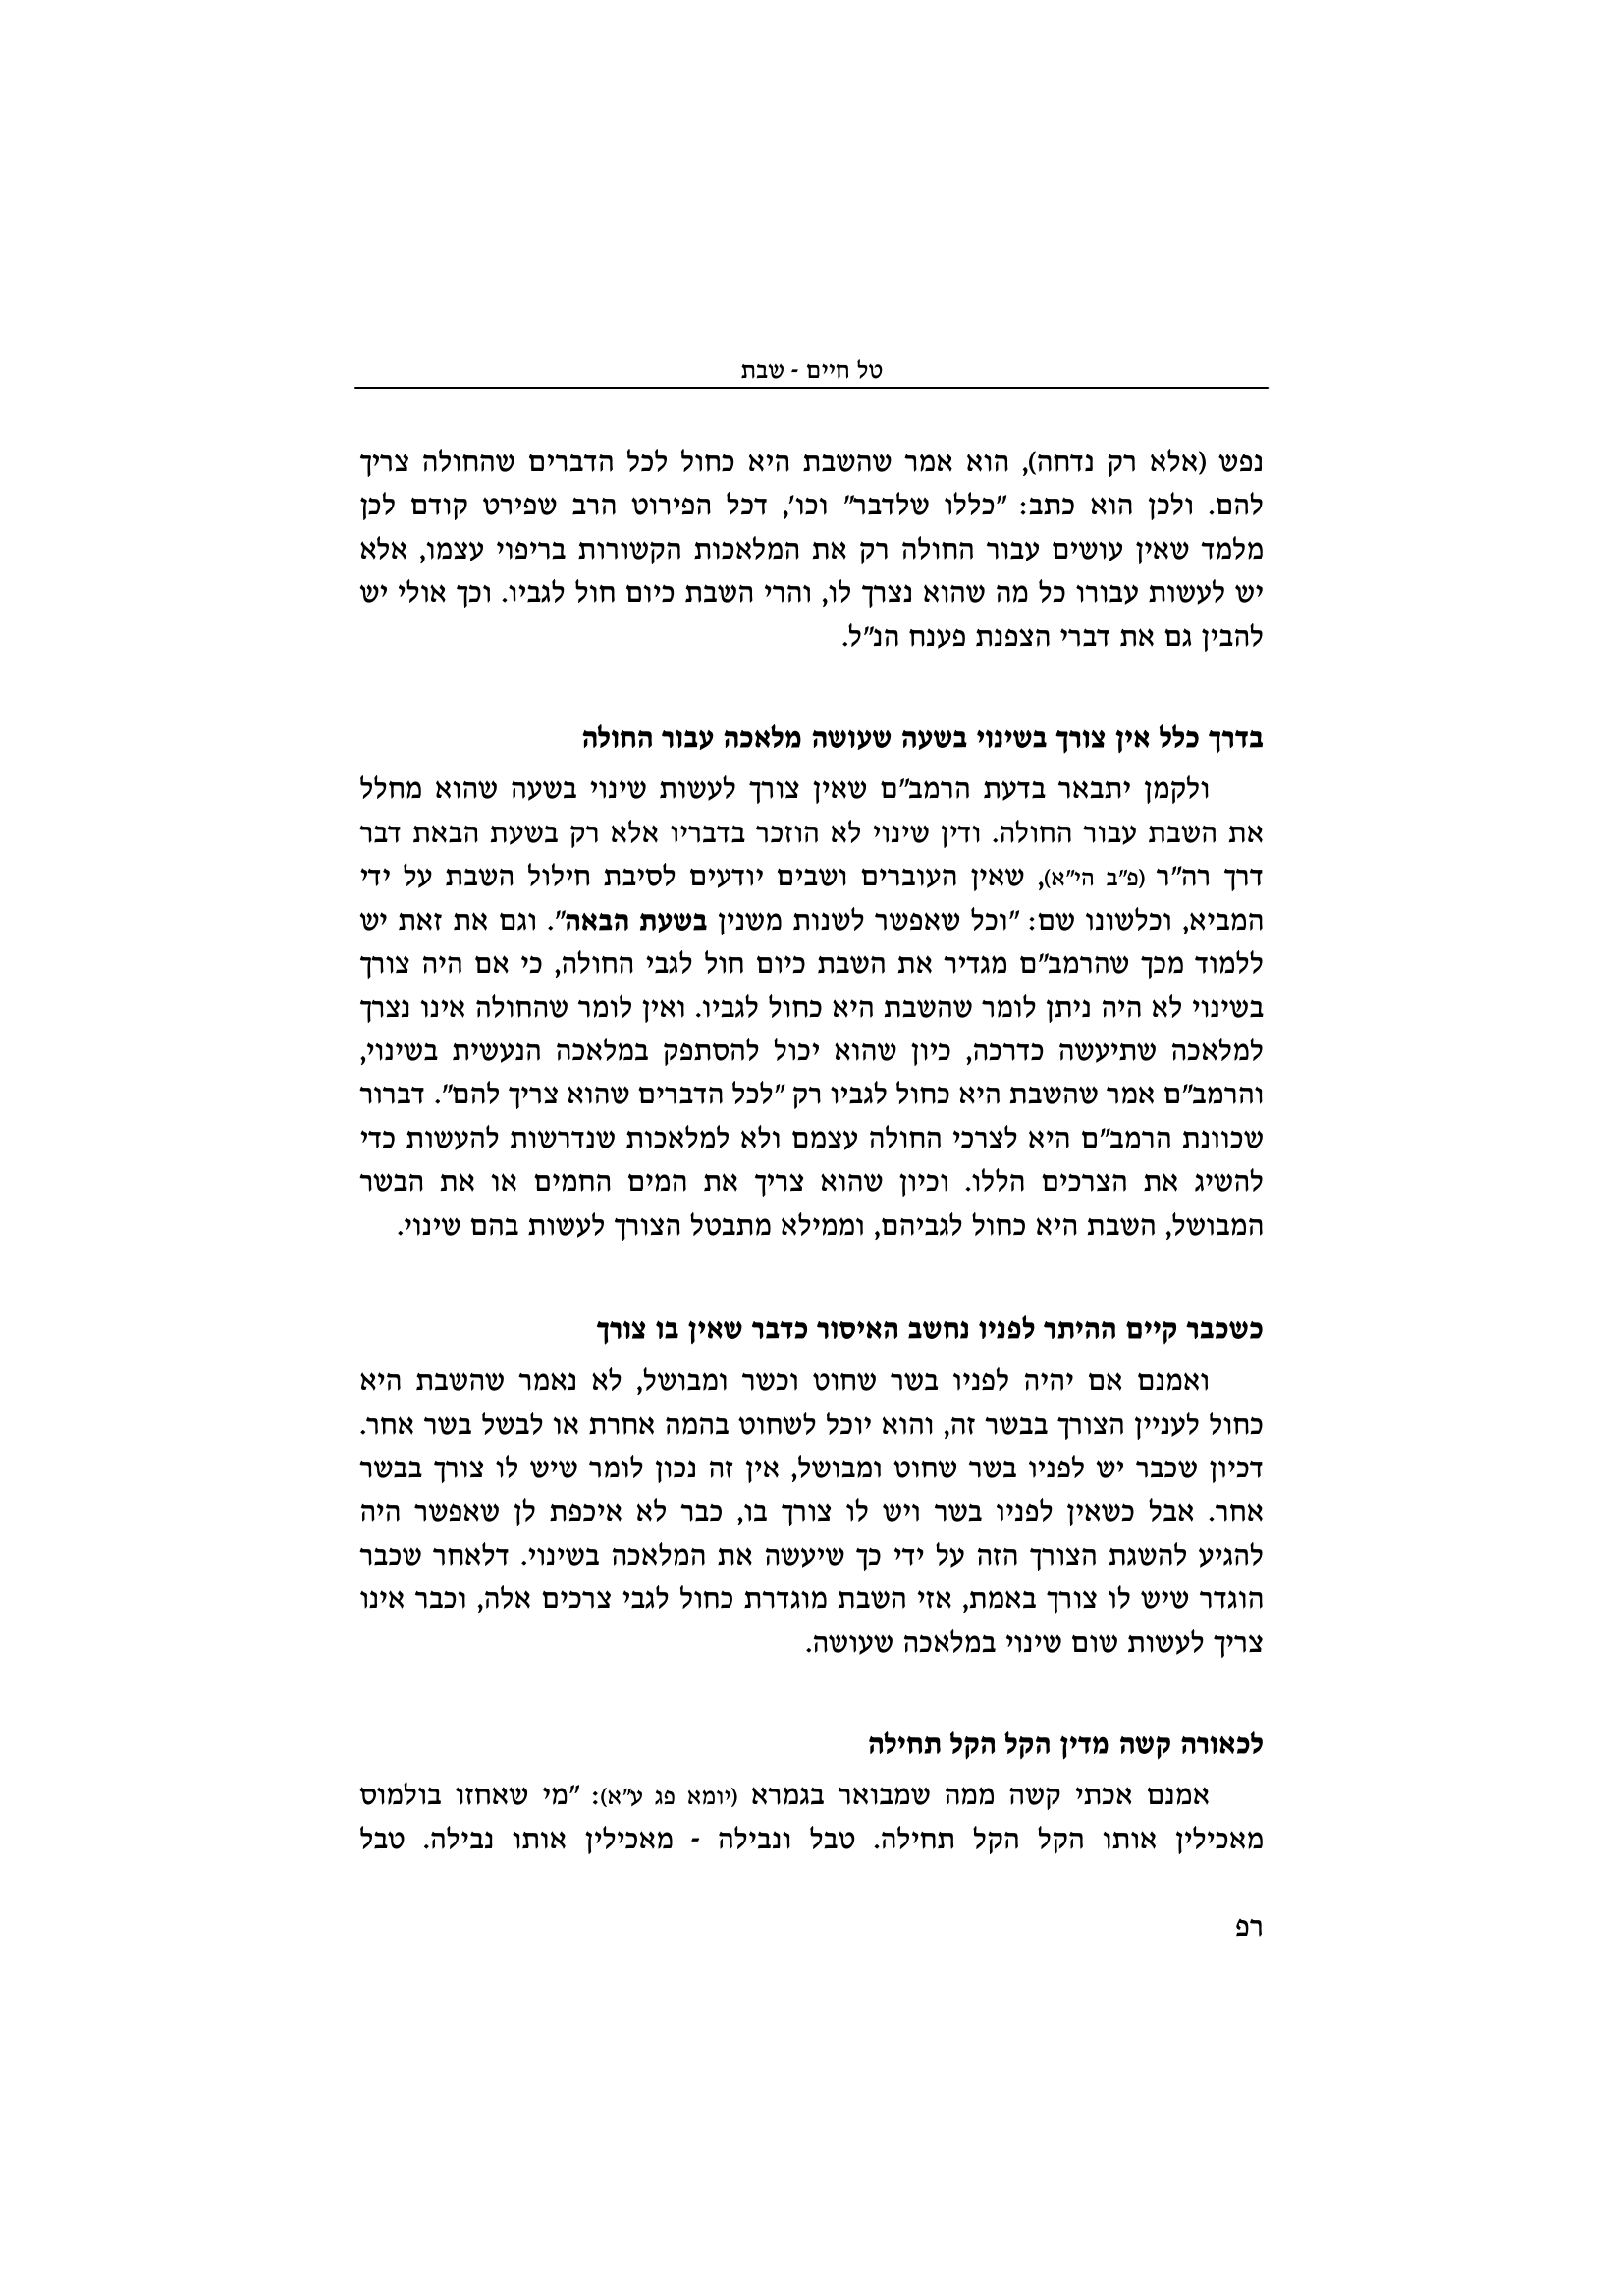 טל חיים - שבת
נפש (אלא רק נדחה), הוא אמר שהשבת היא כחול לכל הדברים שהחולה צריך
להם. ולכן הוא כתב: "כללו שלדבר" וכו', דכל הפירוט הרב שפירט קודם לכן
מלמד שאין עושים עבור החולה רק את המלאכות הקשורות בריפוי עצמו, אלא
יש לעשות עבורו כל מה שהוא נצרך לו, והרי השבת כיום חול לגביו. וכך אולי יש
להבין גם את דברי הצפנת פענח הנ"ל.
בדרך כלל אין צורך בשינוי בשעה שעושה מלאכה עבור החולה
ולקמן יתבאר בדעת הרמב"ם שאין צורך לעשות שינוי בשעה שהוא מחלל
את השבת עבור החולה. ודין שינוי לא הוזכר בדבריו אלא רק בשעת הבאת דבר
דרך רה"ר (פ"ב הי"א), שאין העוברים ושבים יודעים לסיבת חילול השבת על ידי
המביא, וכלשונו שם: "וכל שאפשר לשנות משנין בשעת הבאה". וגם את זאת יש
ללמוד מכך שהרמב"ם מגדיר את השבת כיום חול לגבי החולה, כי אם היה צורך
בשינוי לא היה ניתן לומר שהשבת היא כחול לגביו. ואין לומר שהחולה אינו נצרך
למלאכה שתיעשה כדרכה, כיון שהוא יכול להסתפק במלאכה הנעשית בשינוי,
והרמב"ם אמר שהשבת היא כחול לגביו רק "לכל הדברים שהוא צריך להם". דברור
שכוונת הרמב"ם היא לצרכי החולה עצמם ולא למלאכות שנדרשות להעשות כדי
להשיג את הצרכים הללו. וכיון שהוא צריך את המים החמים או את הבשר
המבושל, השבת היא כחול לגביהם, וממילא מתבטל הצורך לעשות בהם שינוי.
כשכבר קיים ההיתר לפניו נחשב האיסור כדבר שאין בו צורך
ואמנם אם יהיה לפניו בשר שחוט וכשר ומבושל, לא נאמר שהשבת היא
כחול לעניין הצורך בבשר זה, והוא יוכל לשחוט בהמה אחרת או לבשל בשר אחר.
דכיון שכבר יש לפניו בשר שחוט ומבושל, אין זה נכון לומר שיש לו צורך בבשר
אחר. אבל כשאין לפניו בשר ויש לו צורך בו, כבר לא איכפת לן שאפשר היה
להגיע להשגת הצורך הזה על ידי כך שיעשה את המלאכה בשינוי. דלאחר שכבר
הוגדר שיש לו צורך באמת, אזי השבת מוגדרת כחול לגבי צרכים אלה, וכבר אינו
צריך לעשות שום שינוי במלאכה שעושה.
לכאורה קשה מדין הקל הקל תחילה
אמנם אכתי קשה ממה שמבואר בגמרא (יומא פג ע"א): "מי שאחזו בולמוס
מאכילין אותו הקל הקל תחילה. טבל ונבילה - מאכילין אותו נבילה. טבל
רפ